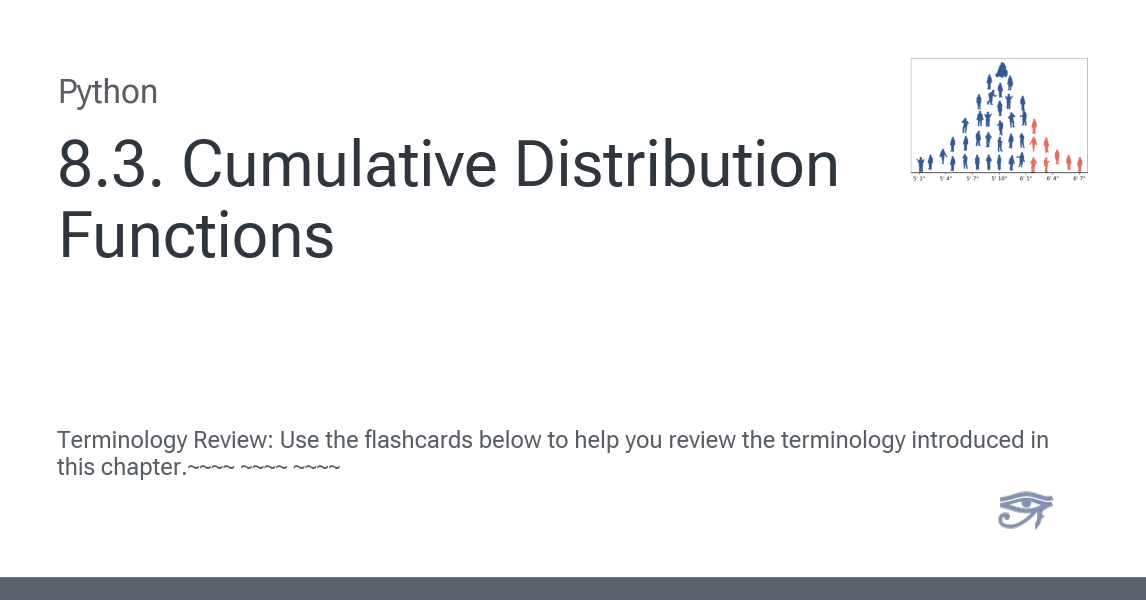 Python
8.3. Cumulative Distribution
Functions
5' 1" 5' 4" 5' 7" 5' 10" 6' 1" 6' 4" 6' 7"
Terminology Review: Use the flashcards below to help you review the terminology introduced in
this chapter.~~~~ ~~~~ ~~~~